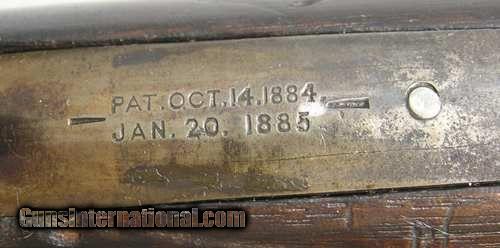 PAT. OCT. 14. 1884.
JAN. 20. 1885
GunsInternational.com